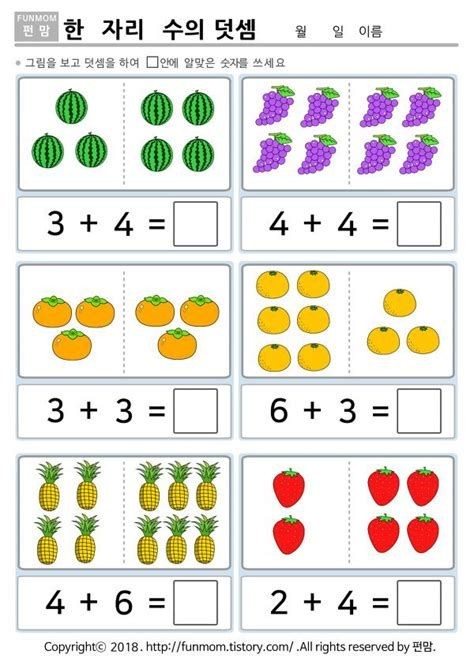 FUNMOM
펀 맘
한 자리 수의 덧셈
월 일 이름
그림을 보고 덧셈을 하여 □안에 알맞은 숫자를 쓰세요
3 + 4 = □
4 + 4 = □
3 + 3 = □
6 + 3 = □
4 + 6 = □
2 + 4 = □
Copyright© 2018. http://funmom.tistory.com/ .All rights reserved by 펀맘.